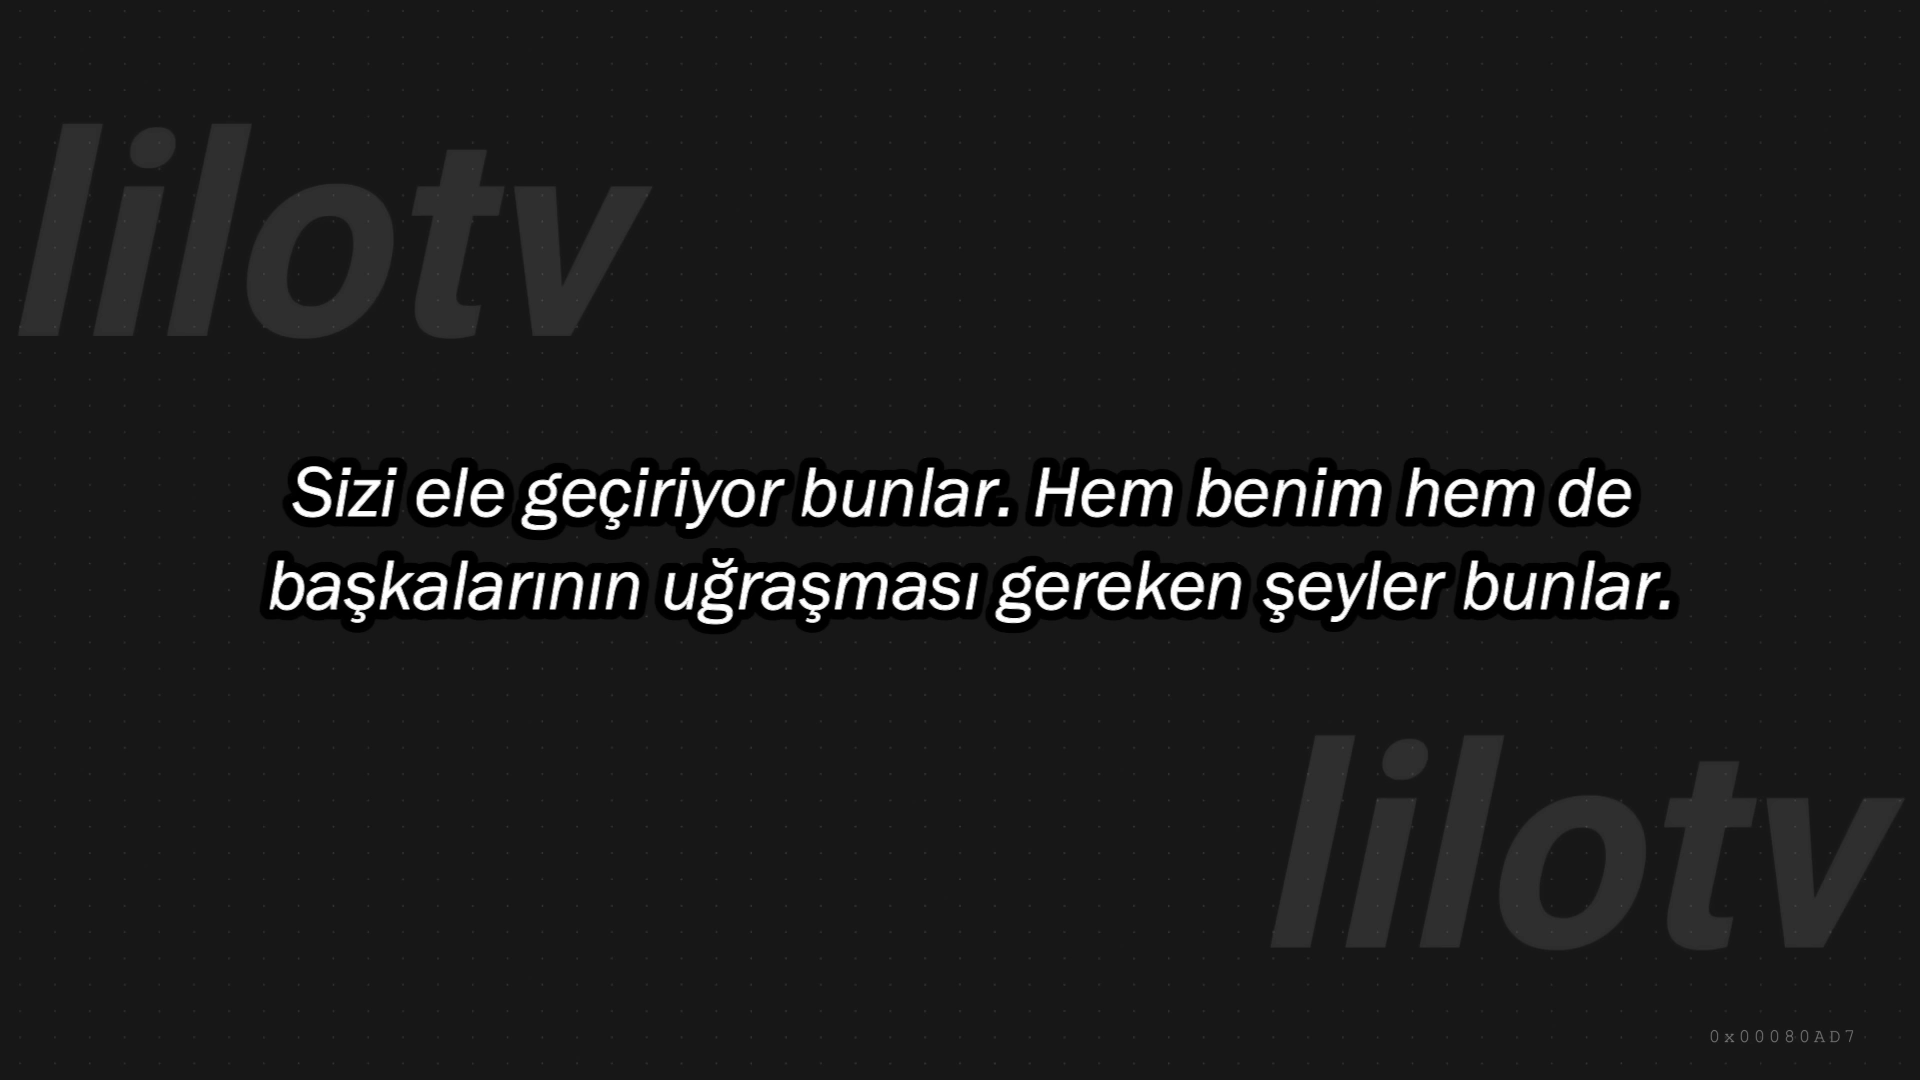 lilotv
Sizi ele geçiriyor bunlar. Hem benim hem de
başkalarının uğraşması gereken şeyler bunlar.
lilotv
0x00080AD7